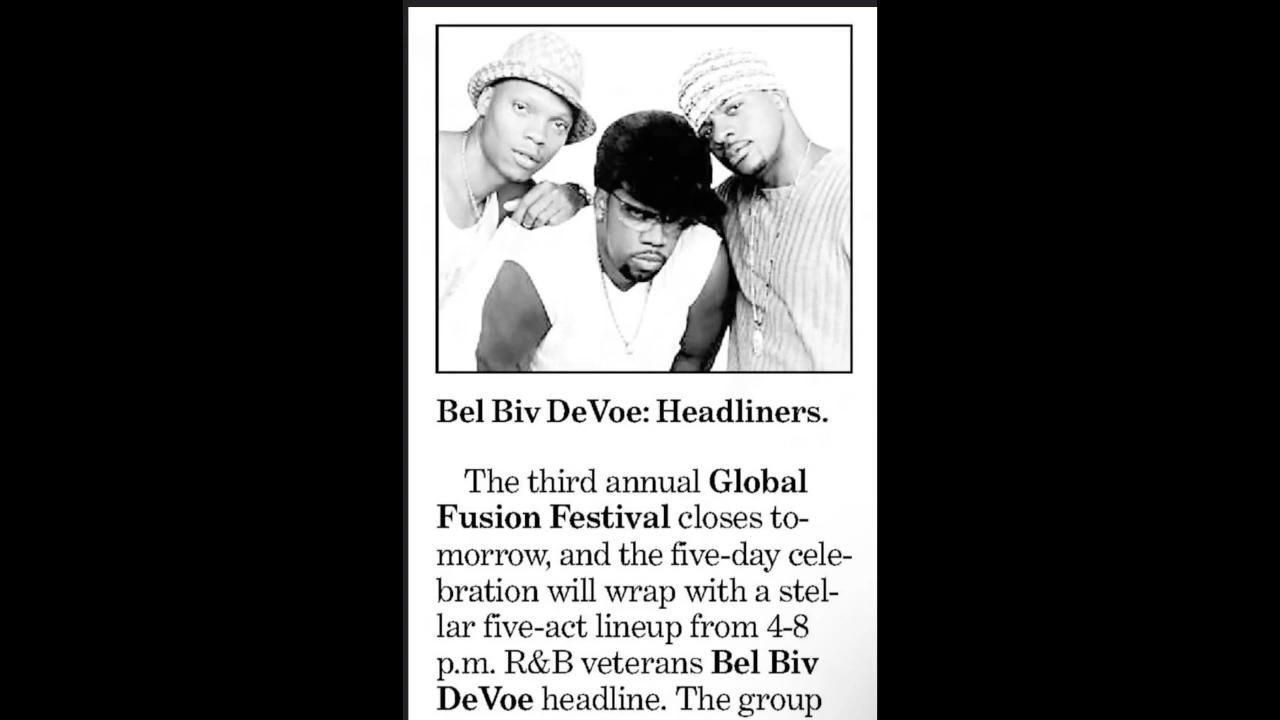 Bel Biv DeVoe: Headliners.
The third annual Global
Fusion Festival closes to-
morrow, and the five-day cele-
bration will wrap with a stel-
lar five-act lineup from 4-8
p.m. R&B veterans Bel Biv
DeVoe headline. The group